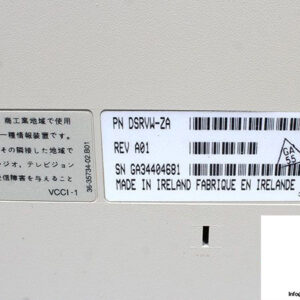 商工業地域で使用
一種情報装置です。
その隣接した地域で
ジオ、テレビジョン
受信障害を与えること
VCCI-1
36-35734-02.B01
PN DSRVW-ZA
REV A01
SN GA34404681
MADE IN IRELAND FABRIQUE EN IRELANDE